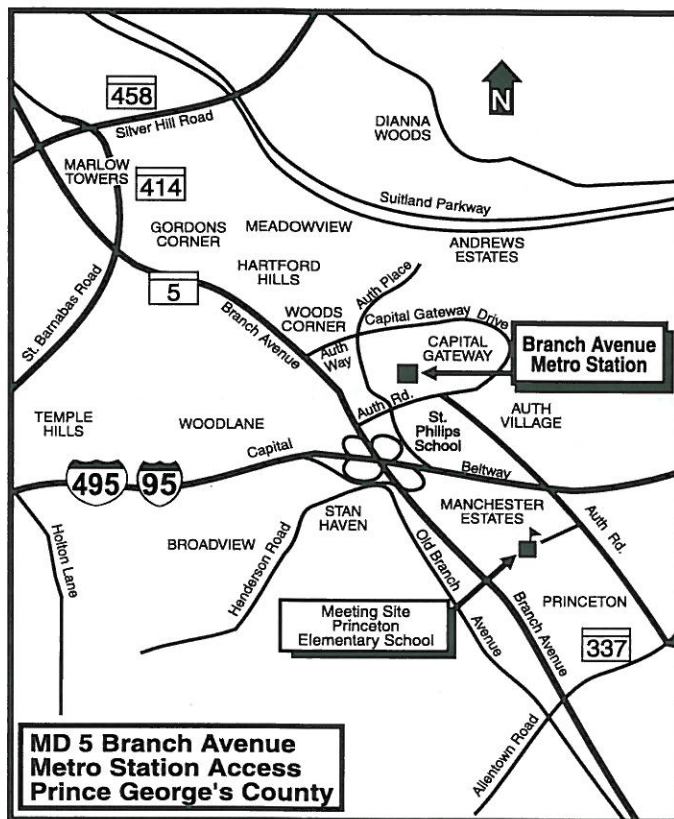 458
Silver Hill Road
N
DIANNA
WOODS
MARLOW
TOWERS
414
Suitland Parkway
GORDONS
CORNER
MEADOWVIEW
ANDREWS
ESTATES
HARTFORD
HILLS
5
St. Barnabas Road
Branch Avenue
WOODS
CORNER
Auth Place
Capital Gateway Drive
Auth
Way
CAPITAL
GATEWAY
Branch Avenue
Metro Station
Auth Rd.
AUTH
VILLAGE
St.
Philips
School
TEMPLE
HILLS
WOODLANE
Capital
Beltway
495
95
STAN
HAVEN
MANCHESTER
ESTATES
Auth Rd.
Holton Lane
BROADVIEW
Henderson Road
Old Branch
Avenue
Branch Avenue
PRINCETON
Meeting Site
Princeton
Elementary School
337
Allentown Road
MD 5 Branch Avenue
Metro Station Access
Prince George's County